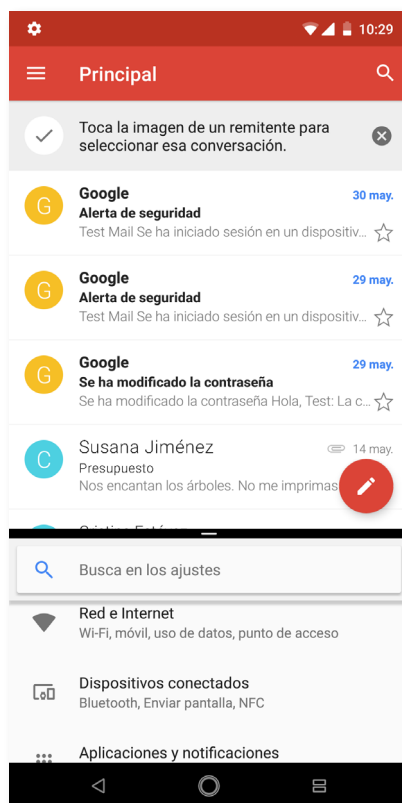 10:29
Principal
Toca la imagen de un remitente para
seleccionar esa conversación.
Google
30 may.
Alerta de seguridad
Test Mail Se ha iniciado sesión en un dispositiv...
Google
29 may.
Alerta de seguridad
Test Mail Se ha iniciado sesión en un dispositiv...
Google
29 may.
Se ha modificado la contraseña
Se ha modificado la contraseña Hola, Test: La c...
Susana Jiménez
14 may.
Presupuesto
Nos encantan los árboles. No me imprimas
Busca en los ajustes
Red e Internet
Wi-Fi, móvil, uso de datos, punto de acceso
Dispositivos conectados
Bluetooth, Enviar pantalla, NFC
Aplicaciones y notificaciones